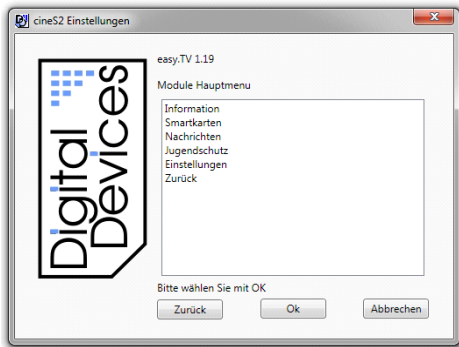 cineS2 Einstellungen
easy.TV 1.19
Module Hauptmenu
Information
Smartkarten
Nachrichten
Jugendschutz
Einstellungen
Zurück
Digital
Devices
Bitte wählen Sie mit OK
Zurück
Ok
Abbrechen